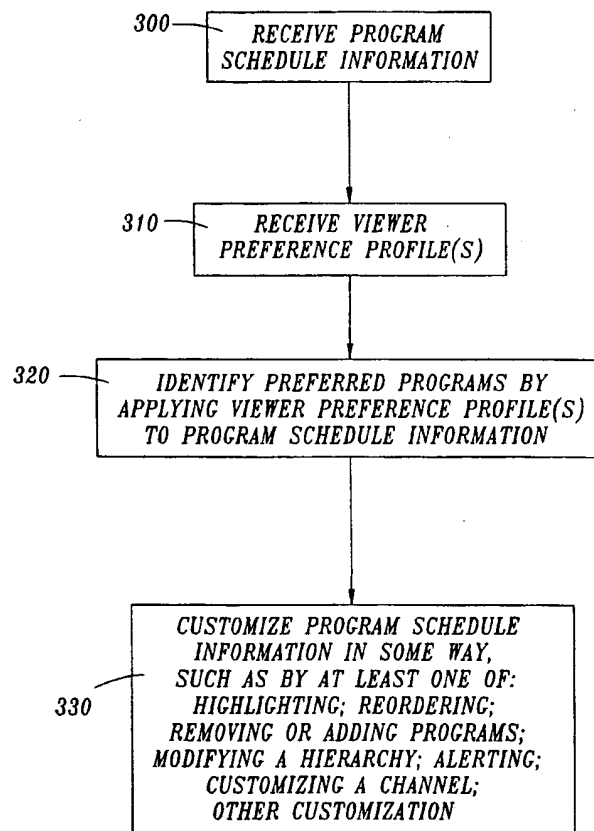 300
RECEIVE PROGRAM
SCHEDULE INFORMATION
310
RECEIVE VIEWER
PREFERENCE PROFILE(S)
320
IDENTIFY PREFERRED PROGRAMS BY
APPLYING VIEWER PREFERENCE PROFILE(S)
TO PROGRAM SCHEDULE INFORMATION
330
CUSTOMIZE PROGRAM SCHEDULE
INFORMATION IN SOME WAY,
SUCH AS BY AT LEAST ONE OF:
HIGHLIGHTING; REORDERING;
REMOVING OR ADDING PROGRAMS;
MODIFYING A HIERARCHY; ALERTING;
CUSTOMIZING A CHANNEL;
OTHER CUSTOMIZATION